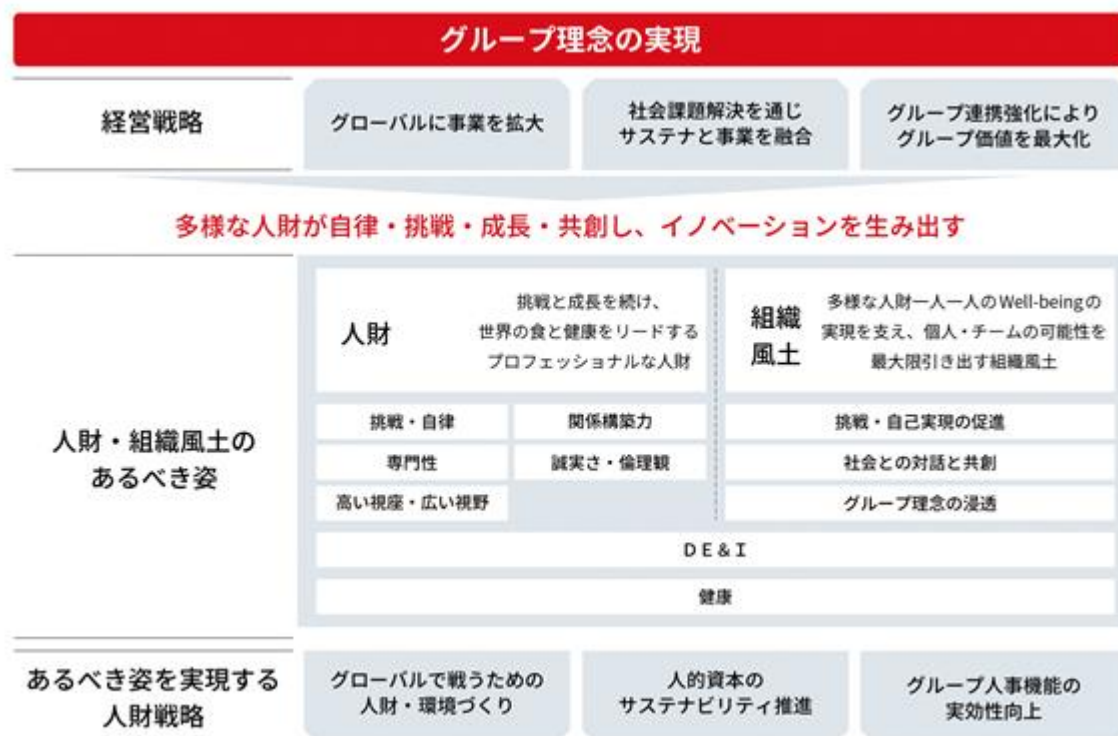 グループ理念の実現
経営戦略
グローバルに事業を拡大
社会課題解決を通じ
サステナと事業を融合
グループ連携強化により
グループ価値を最大化
多様な人財が自律・挑戦・成長・共創し、イノベーションを生み出す
人財・組織風土の
あるべき姿
人財
挑戦と成長を続け、
世界の食と健康をリードする
プロフェッショナルな人財
組織
風土
多様な人財一人一人のWell-beingの
実現を支え、個人・チームの可能性を
最大限引き出す組織風土
挑戦・自律
関係構築力
専門性
誠実さ・倫理観
高い視座・広い視野
挑戦・自己実現の促進
社会との対話と共創
グループ理念の浸透
DE&I
健康
あるべき姿を実現する
人財戦略
グローバルで戦うための
人財・環境づくり
人的資本の
サステナビリティ推進
グループ人事機能の
実効性向上